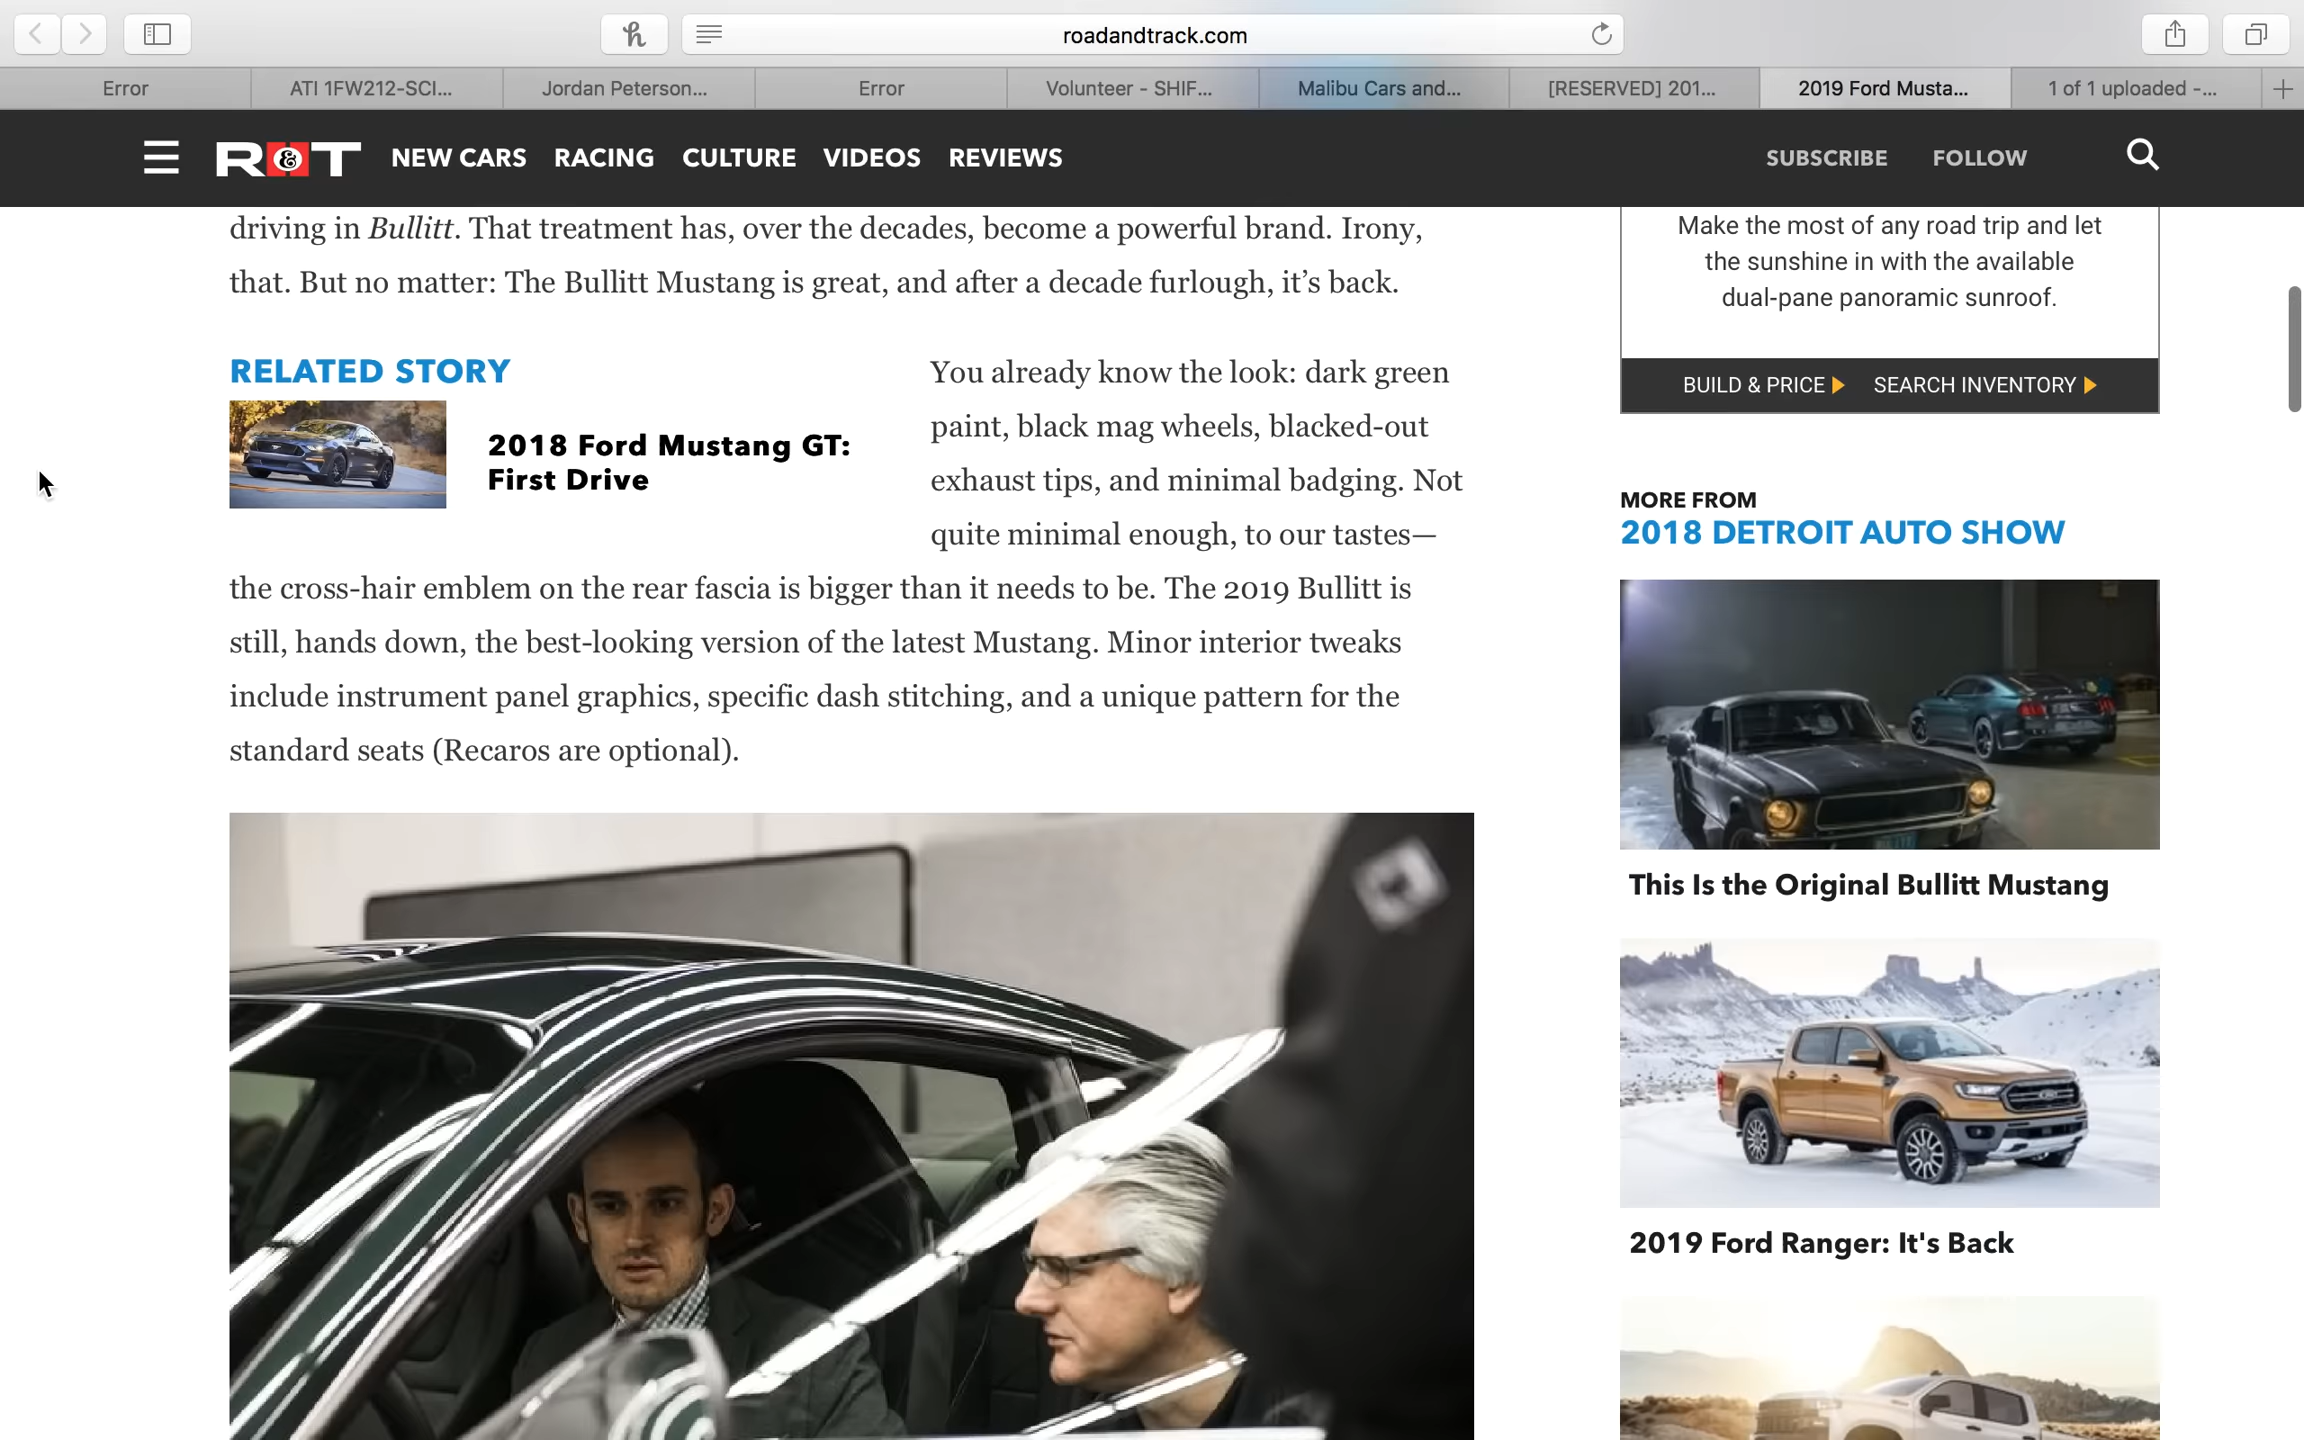 roadandtrack.com
Error
ATI 1FW212-SCI...
Jordan Peterson...
Error
Volunteer - SHIF...
Malibu Cars and...
[RESERVED] 201...
2019 Ford Musta...
1 of 1 uploaded -...
R&T
NEW CARS
RACING
CULTURE
VIDEOS
REVIEWS
SUBSCRIBE
FOLLOW
driving in Bullitt. That treatment has, over the decades, become a powerful brand. Irony,
that. But no matter: The Bullitt Mustang is great, and after a decade furlough, it’s back.
RELATED STORY
2018 Ford Mustang GT:
First Drive
You already know the look: dark green
paint, black mag wheels, blacked-out
exhaust tips, and minimal badging. Not
quite minimal enough, to our tastes—
the cross-hair emblem on the rear fascia is bigger than it needs to be. The 2019 Bullitt is
still, hands down, the best-looking version of the latest Mustang. Minor interior tweaks
include instrument panel graphics, specific dash stitching, and a unique pattern for the
standard seats (Recaros are optional).
Make the most of any road trip and let
the sunshine in with the available
dual-pane panoramic sunroof.
BUILD & PRICE
SEARCH INVENTORY
MORE FROM
2018 DETROIT AUTO SHOW
This Is the Original Bullitt Mustang
2019 Ford Ranger: It's Back